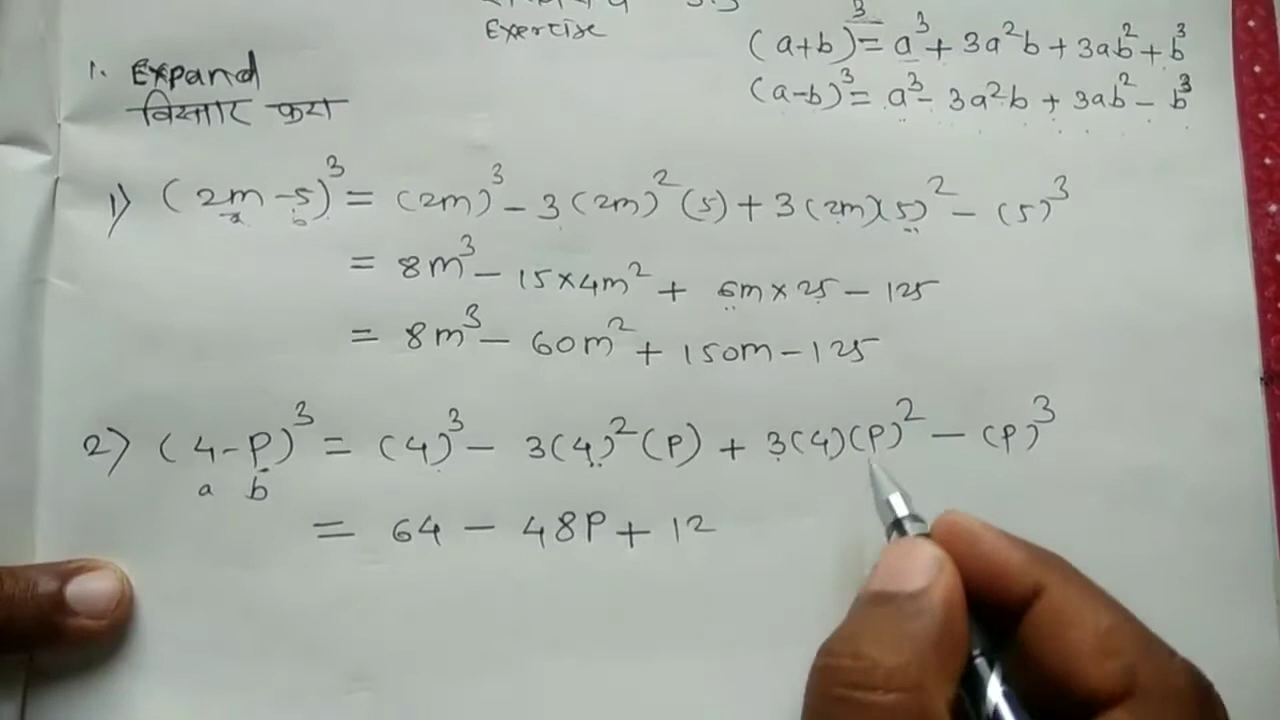 Exercise
(a+b)³ = a³ + 3a²b + 3ab² + b³
1. Expand
(a-b)³ = a³ - 3a²b + 3ab² - b³
विस्तार करा
1) (2m-5)³ = (2m)³ - 3(2m)²(5) + 3(2m)(5)² - (5)³
a b
= 8m³ - 15×4m² + 6m×25 - 125
= 8m³ - 60m² + 150m - 125
2) (4-P)³ = (4)³ - 3(4)²(P) + 3(4)(P)² - (P)³
a b
= 64 - 48P + 12